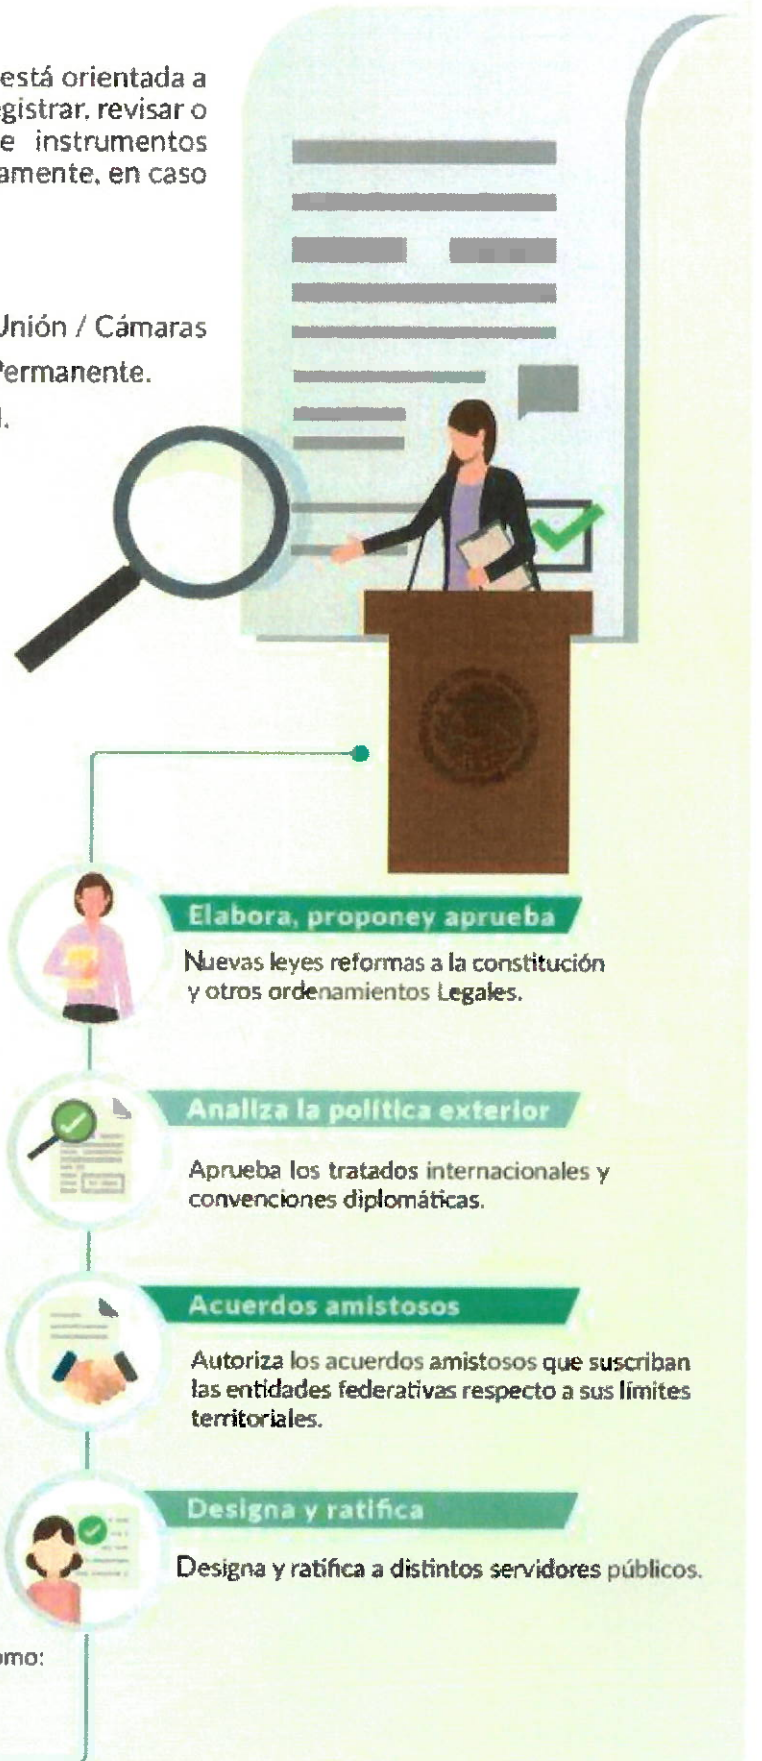 está orientada a
registrar, revisar o
e instrumentos
amente, en caso
Unión / Cámaras
Permanente.
Elabora, proponey aprueba
Nuevas leyes reformas a la constitución
y otros ordenamientos Legales.
Analiza la política exterior
Aprueba los tratados internacionales y
convenciones diplomáticas.
Acuerdos amistosos
Autoriza los acuerdos amistosos que suscriban
las entidades federativas respecto a sus límites
territoriales.
Designa y ratifica
Designa y ratifica a distintos servidores públicos.
omo: